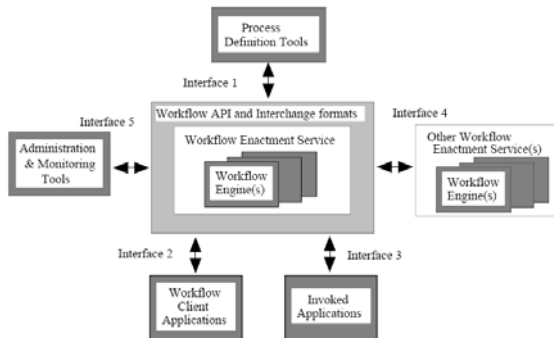 Process
Definition Tools
Interface 1
Workflow API and Interchange formats
Interface 5
Interface 4
Workflow Enactment Service
Administration
& Monitoring
Tools
Workflow
Engine(s)
Other Workflow
Enactment Service(s)
Workflow
Engine(s)
Interface 2
Interface 3
Workflow
Client
Applications
Invoked
Applications